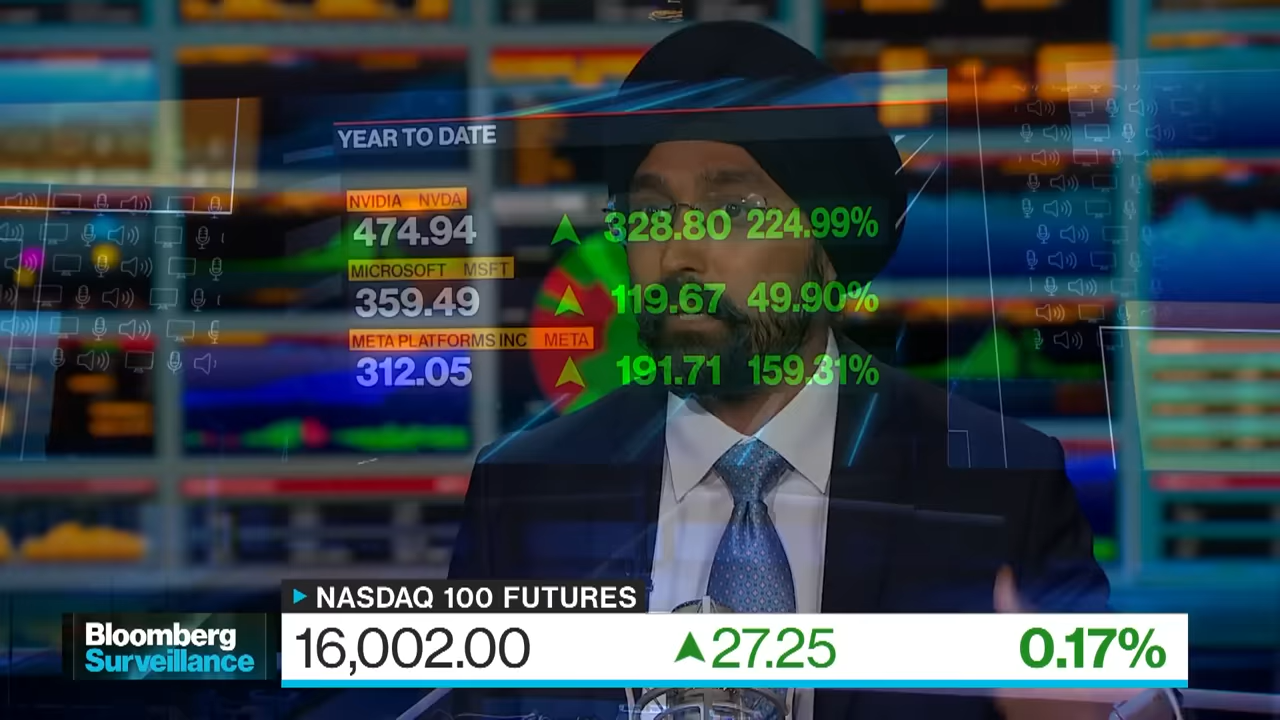 YEAR TO DATE
NVIDIA NVDA
474.94 328.80 224.99%
MICROSOFT MSFT
359.49 119.67 49.90%
META PLATFORMS INC META
312.05 191.71 159.31%
NASDAQ 100 FUTURES
Bloomberg
Surveillance
16,002.00 27.25 0.17%